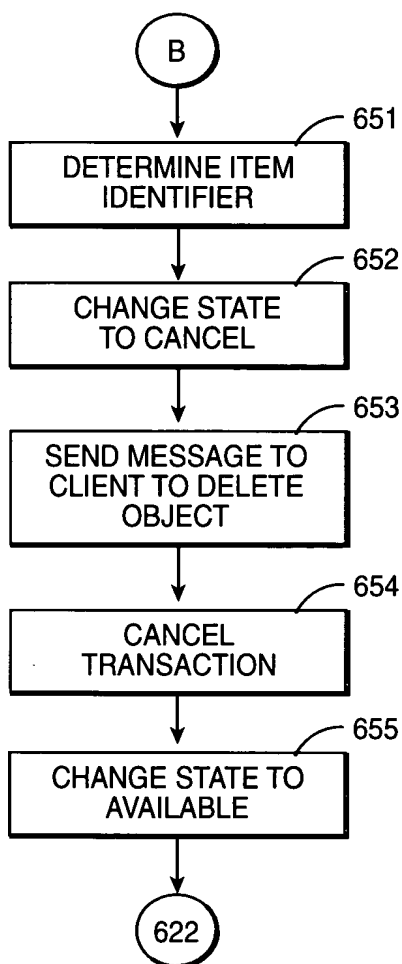 B
651
DETERMINE ITEM
IDENTIFIER
652
CHANGE STATE
TO CANCEL
653
SEND MESSAGE TO
CLIENT TO DELETE
OBJECT
654
CANCEL
TRANSACTION
655
CHANGE STATE TO
AVAILABLE
622